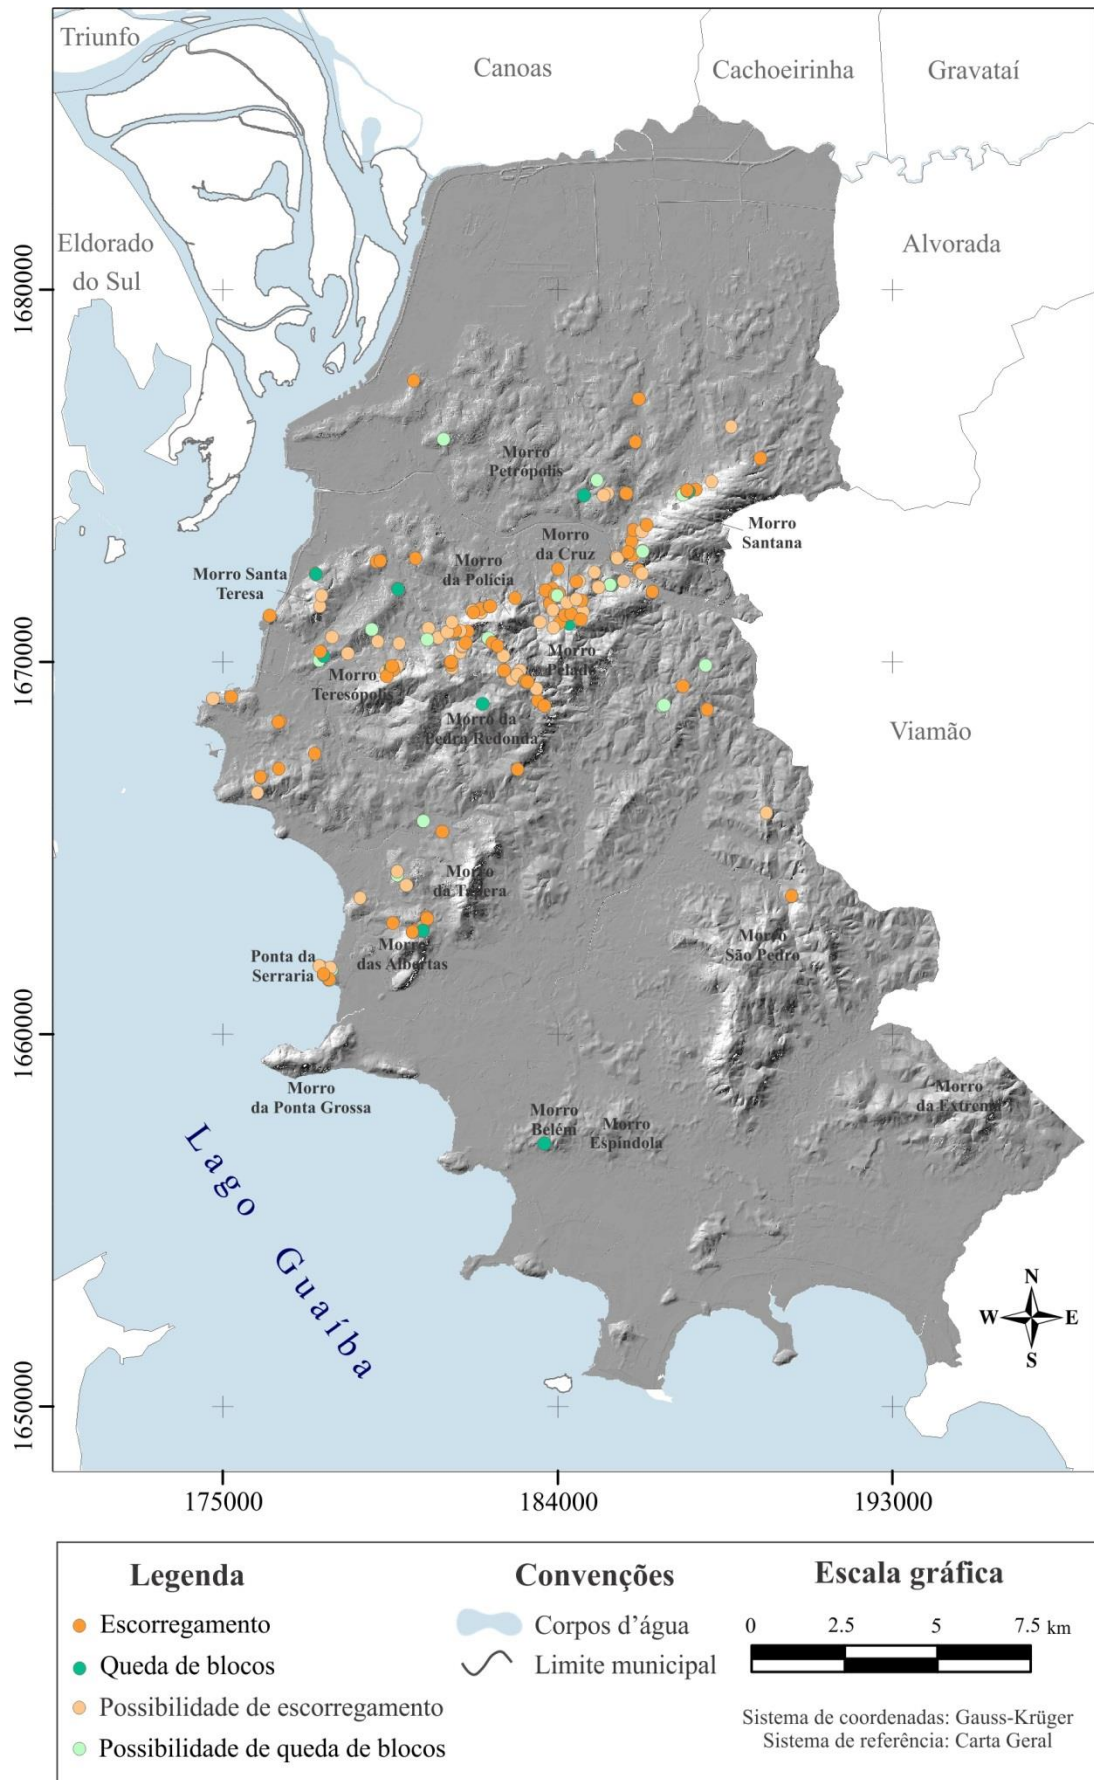 Triunfo
Canoas
Cachoeirinha
Gravataí
Eldorado
do Sul
Alvorada
1680000
Morro
Petrópolis
Morro
Santana
Morro
da Cruz
Morro
da Polícia
Morro Santa
Teresa
1670000
Morro
Pelado
Morro
Teresópolis
Morro da
Pedra Redonda
Viamão
Morro
da Tapera
Morro
das Abertas
Morro
São Pedro
Ponta da
Serraria
1660000
Morro
da Ponta Grossa
Morro
da Extrema
Morro
Belém
Morro
Espíndola
Lago Guaíba
N
W E
S
1650000
175000
184000
193000
Legenda
Escorregamento
Queda de blocos
Possibilidade de escorregamento
Possibilidade de queda de blocos
Convenções
Corpos d'água
Limite municipal
Escala gráfica
0 2.5 5 7.5 km
Sistema de coordenadas: Gauss-Krüger
Sistema de referência: Carta Geral